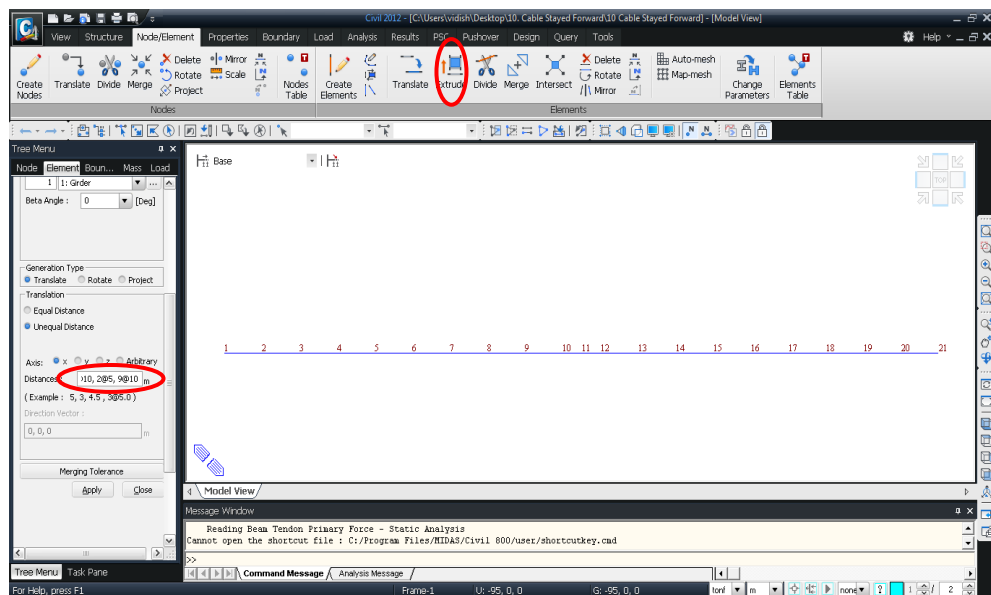 Civil 2012 - [C:\Users\vidish\Desktop\10. Cable Stayed Forward\10 Cable Stayed Forward] - [Model View]
View Structure Node/Element Properties Boundary Load Analysis Results PSC Pushover Design Query Tools Help
Create Nodes Translate Divide Merge Delete Rotate Project Mirror Scale Nodes Table Create Elements Translate Extrude Divide Merge Intersect Delete Rotate Mirror Auto-mesh Map-mesh Change Parameters Elements Table
Nodes Elements
Tree Menu
Node Element Boun... Mass Load
1 1: Girder ...
Beta Angle : 0 [Deg]
Generation Type
Translate Rotate Project
Translation
Equal Distance
Unequal Distance
Axis: x y z Arbitrary
Distances : 10, 2@5, 9@10 m
( Example : 5, 3, 4.5 , 3@5.0 )
Direction Vector :
0, 0, 0 m
Merging Tolerance
Apply Close
Tree Menu Task Pane
Base
TOP
1 2 3 4 5 6 7 8 9 10 11 12 13 14 15 16 17 18 19 20 21
Model View
Message Window
Reading Beam Tendon Primary Force - Static Analysis
Cannot open the shortcut file : C:/Program Files/MIDAS/Civil 800/user/shortcutkey.cmd
>>
Command Message Analysis Message
For Help, press F1 Frame-1 U: -95, 0, 0 G: -95, 0, 0 tonf m none ? 1 / 2